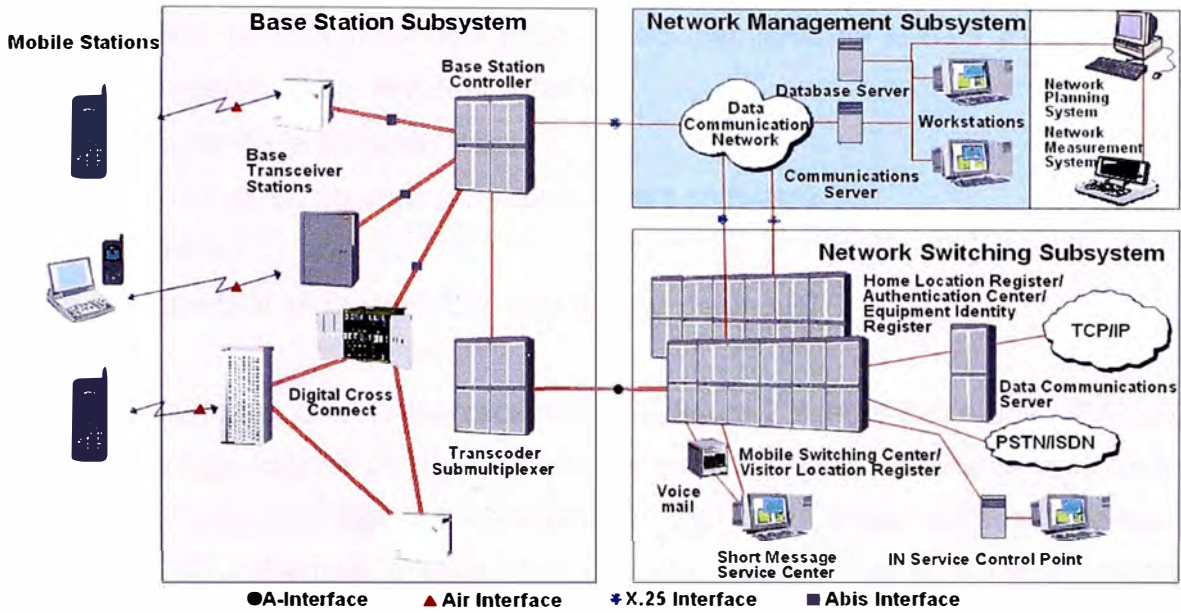 Mobile Stations
Base Station Subsystem
Base Station
Controller
Base
Transceiver
Stations
Digital Cross
Connect
Transcoder
Submultiplexer
Network Management Subsystem
Database Server
Data
Communication
Network
Workstations
Communications
Server
Network
Planning
System
Network
Measurement
System
Network Switching Subsystem
Home Location Register/
Authentication Center/
Equipment Identity
Register
TCP/IP
Data Communications
Server
PSTN/ISDN
Mobile Switching Center/
Visitor Location Register
Voice
mail
Short Message
Service Center
IN Service Control Point
A-Interface
Air Interface
X.25 Interface
Abis Interface